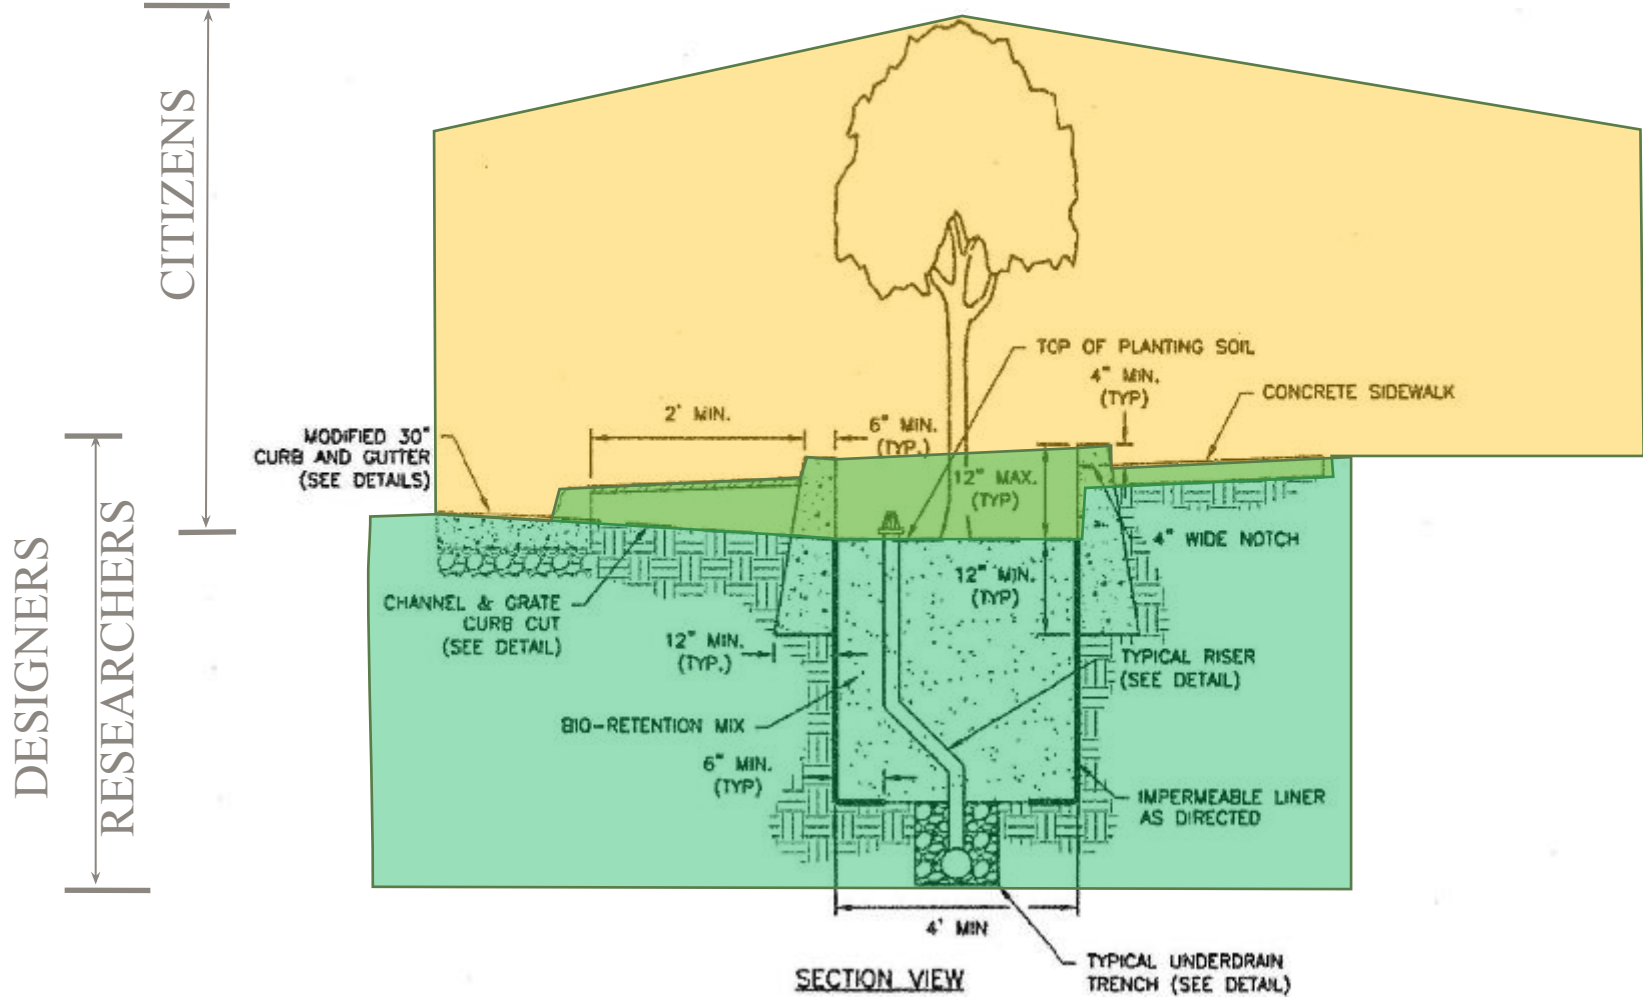 CITIZENS
DESIGNERS
RESEARCHERS
TOP OF PLANTING SOIL
4" MIN.
(TYP)
CONCRETE SIDEWALK
2' MIN.
6" MIN.
(TYP.)
MODIFIED 30"
CURB AND GUTTER
(SEE DETAILS)
12" MAX.
(TYP)
4" WIDE NOTCH
12" MIN.
(TYP)
CHANNEL & GRATE
CURB CUT
(SEE DETAIL)
12" MIN.
(TYP.)
TYPICAL RISER
(SEE DETAIL)
BIO-RETENTION MIX
6" MIN.
(TYP)
IMPERMEABLE LINER
AS DIRECTED
4' MIN
TYPICAL UNDERDRAIN
TRENCH (SEE DETAIL)
SECTION VIEW